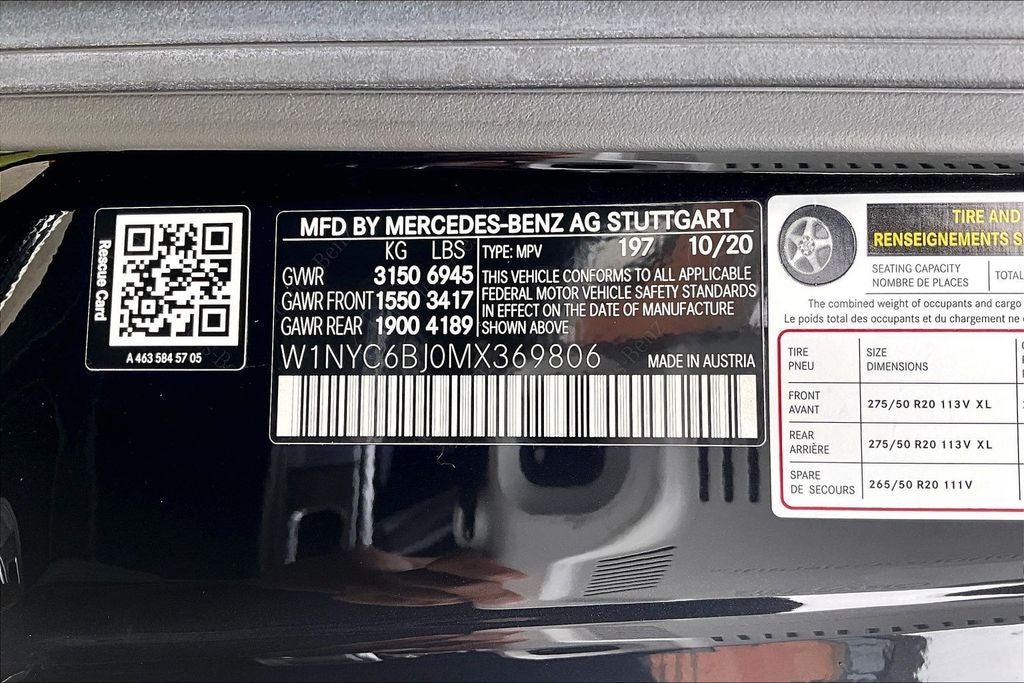 Rescue Card
A 463 584 57 05
MFD BY MERCEDES-BENZ AG STUTTGART
KG LBS
GVWR 3150 6945
GAWR FRONT 1550 3417
GAWR REAR 1900 4189
TYPE: MPV 197 10/20
THIS VEHICLE CONFORMS TO ALL APPLICABLE
FEDERAL MOTOR VEHICLE SAFETY STANDARDS
IN EFFECT ON THE DATE OF MANUFACTURE
SHOWN ABOVE
W1NYC6BJ0MX369806 MADE IN AUSTRIA
TIRE AND
RENSEIGNEMENTS S
SEATING CAPACITY
NOMBRE DE PLACES
TOTAL
The combined weight of occupants and cargo
Le poids total des occupants et du chargement ne
TIRE
PNEU
SIZE
DIMENSIONS
FRONT
AVANT
275/50 R20 113V XL
REAR
ARRIÈRE
275/50 R20 113V XL
SPARE
DE SECOURS
265/50 R20 111V